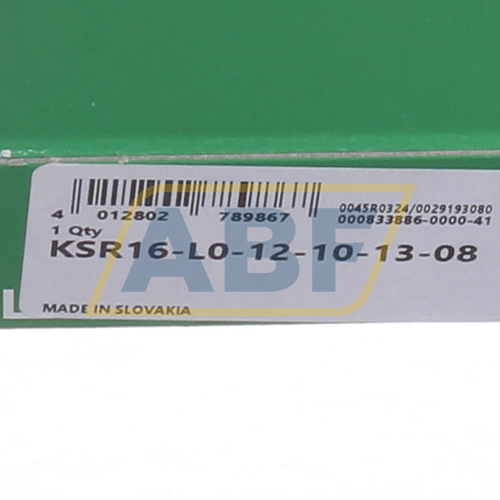 4 012802 789867
0045R0324/0029193080
000833886-0000-41
1 Qty
KSR16-L0-12-10-13-08
MADE IN SLOVAKIA
ABF
L